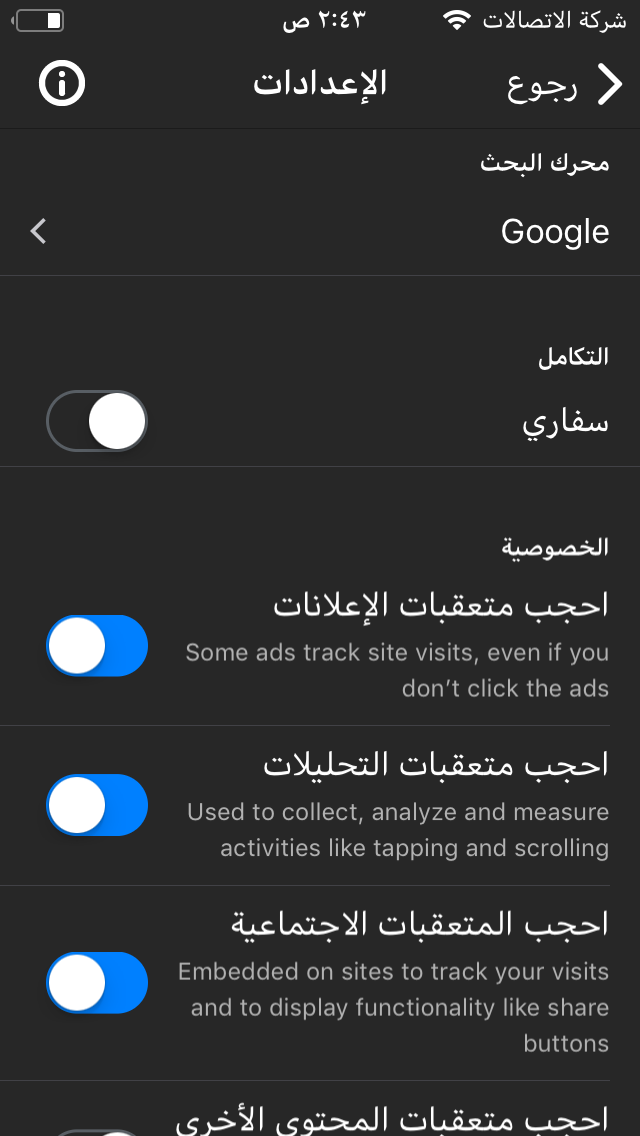 شركة الاتصالات ٢:٤٣ ص
رجوع الإعدادات
محرك البحث
Google
التكامل
سفاري
الخصوصية
احجب متعقبات الإعلانات
Some ads track site visits, even if you
don’t click the ads
احجب متعقبات التحليلات
Used to collect, analyze and measure
activities like tapping and scrolling
احجب المتعقبات الاجتماعية
Embedded on sites to track your visits
and to display functionality like share
buttons
احجب متعقبات المحتوى الأخرى